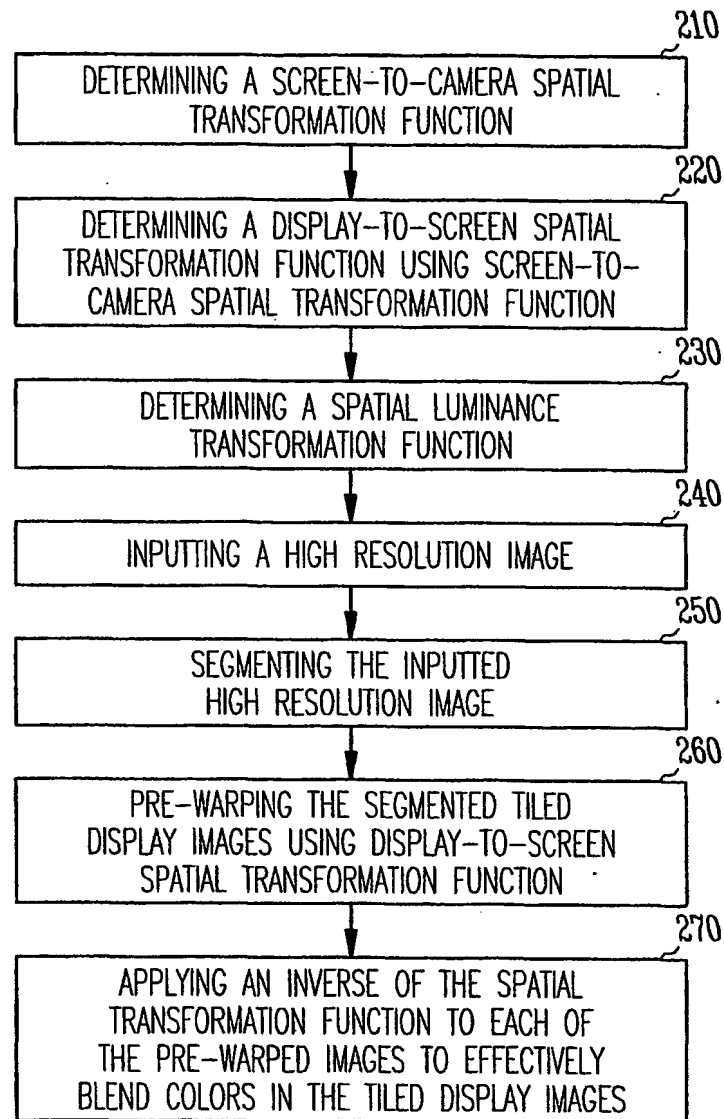 210
DETERMINING A SCREEN-TO-CAMERA SPATIAL
TRANSFORMATION FUNCTION
220
DETERMINING A DISPLAY-TO-SCREEN SPATIAL
TRANSFORMATION FUNCTION USING SCREEN-TO-
CAMERA SPATIAL TRANSFORMATION FUNCTION
230
DETERMINING A SPATIAL LUMINANCE
TRANSFORMATION FUNCTION
240
INPUTTING A HIGH RESOLUTION IMAGE
250
SEGMENTING THE INPUTTED
HIGH RESOLUTION IMAGE
260
PRE-WARPING THE SEGMENTED TILED
DISPLAY IMAGES USING DISPLAY-TO-SCREEN
SPATIAL TRANSFORMATION FUNCTION
270
APPLYING AN INVERSE OF THE SPATIAL
TRANSFORMATION FUNCTION TO EACH OF
THE PRE-WARPED IMAGES TO EFFECTIVELY
BLEND COLORS IN THE TILED DISPLAY IMAGES